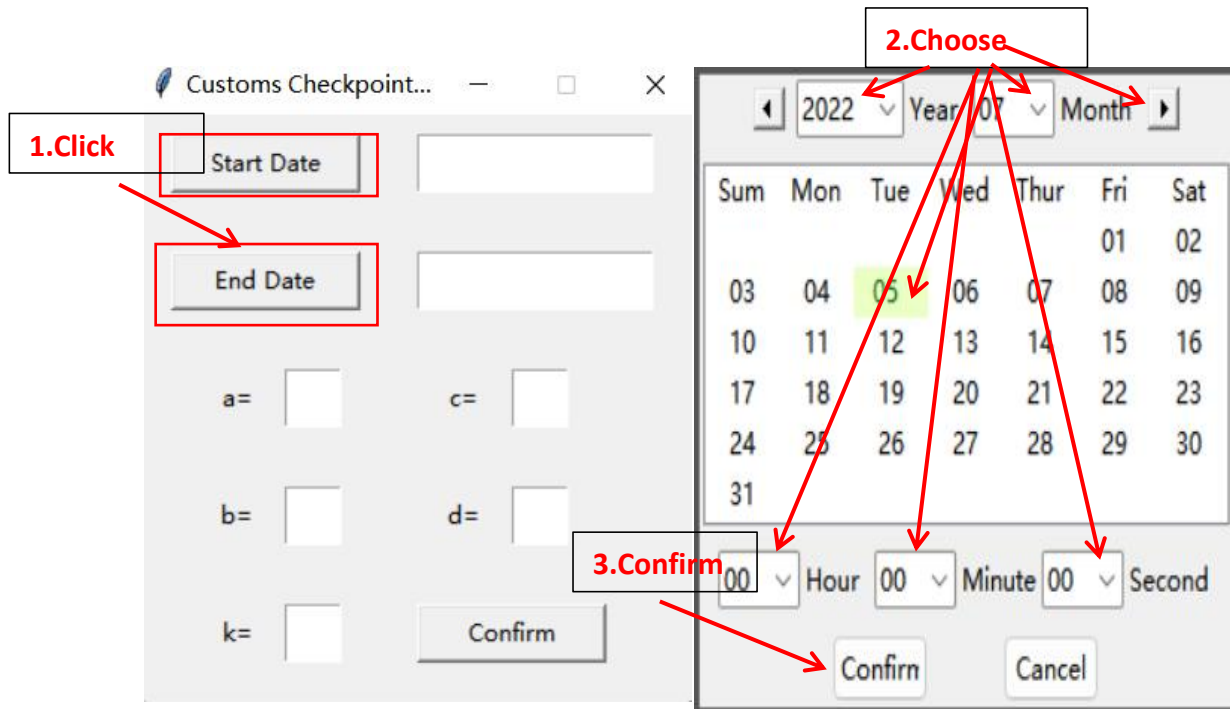 2.Choose
Customs Checkpoint...
2022 Year 07 Month
1.Click
Start Date
End Date
a=
c=
b=
d=
k=
Confirm
Sum Mon Tue Wed Thur Fri Sat
01 02
03 04 05 06 07 08 09
10 11 12 13 14 15 16
17 18 19 20 21 22 23
24 25 26 27 28 29 30
31
3.Confirm
00 Hour 00 Minute 00 Second
Confirm Cancel